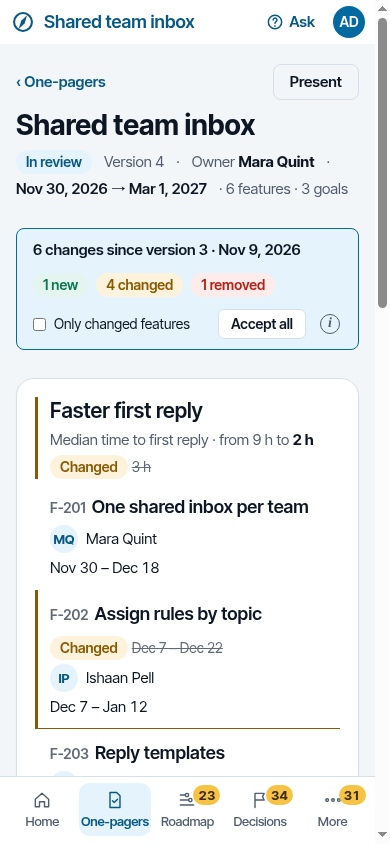 Shared team inbox
Ask
AD
‹ One-pagers
Present
Shared team inbox
In review Version 4 · Owner Mara Quint ·
Nov 30, 2026 → Mar 1, 2027 · 6 features · 3 goals
6 changes since version 3 · Nov 9, 2026
1 new 4 changed 1 removed
Only changed features
Accept all
i
Faster first reply
Median time to first reply · from 9 h to 2 h
Changed 3 h
F-201 One shared inbox per team
MQ Mara Quint
Nov 30 – Dec 18
F-202 Assign rules by topic
Changed Dec 7 – Dec 22
IP Ishaan Pell
Dec 7 – Jan 12
F-203 Reply templates
Home
One-pagers
23
Roadmap
34
Decisions
31
More